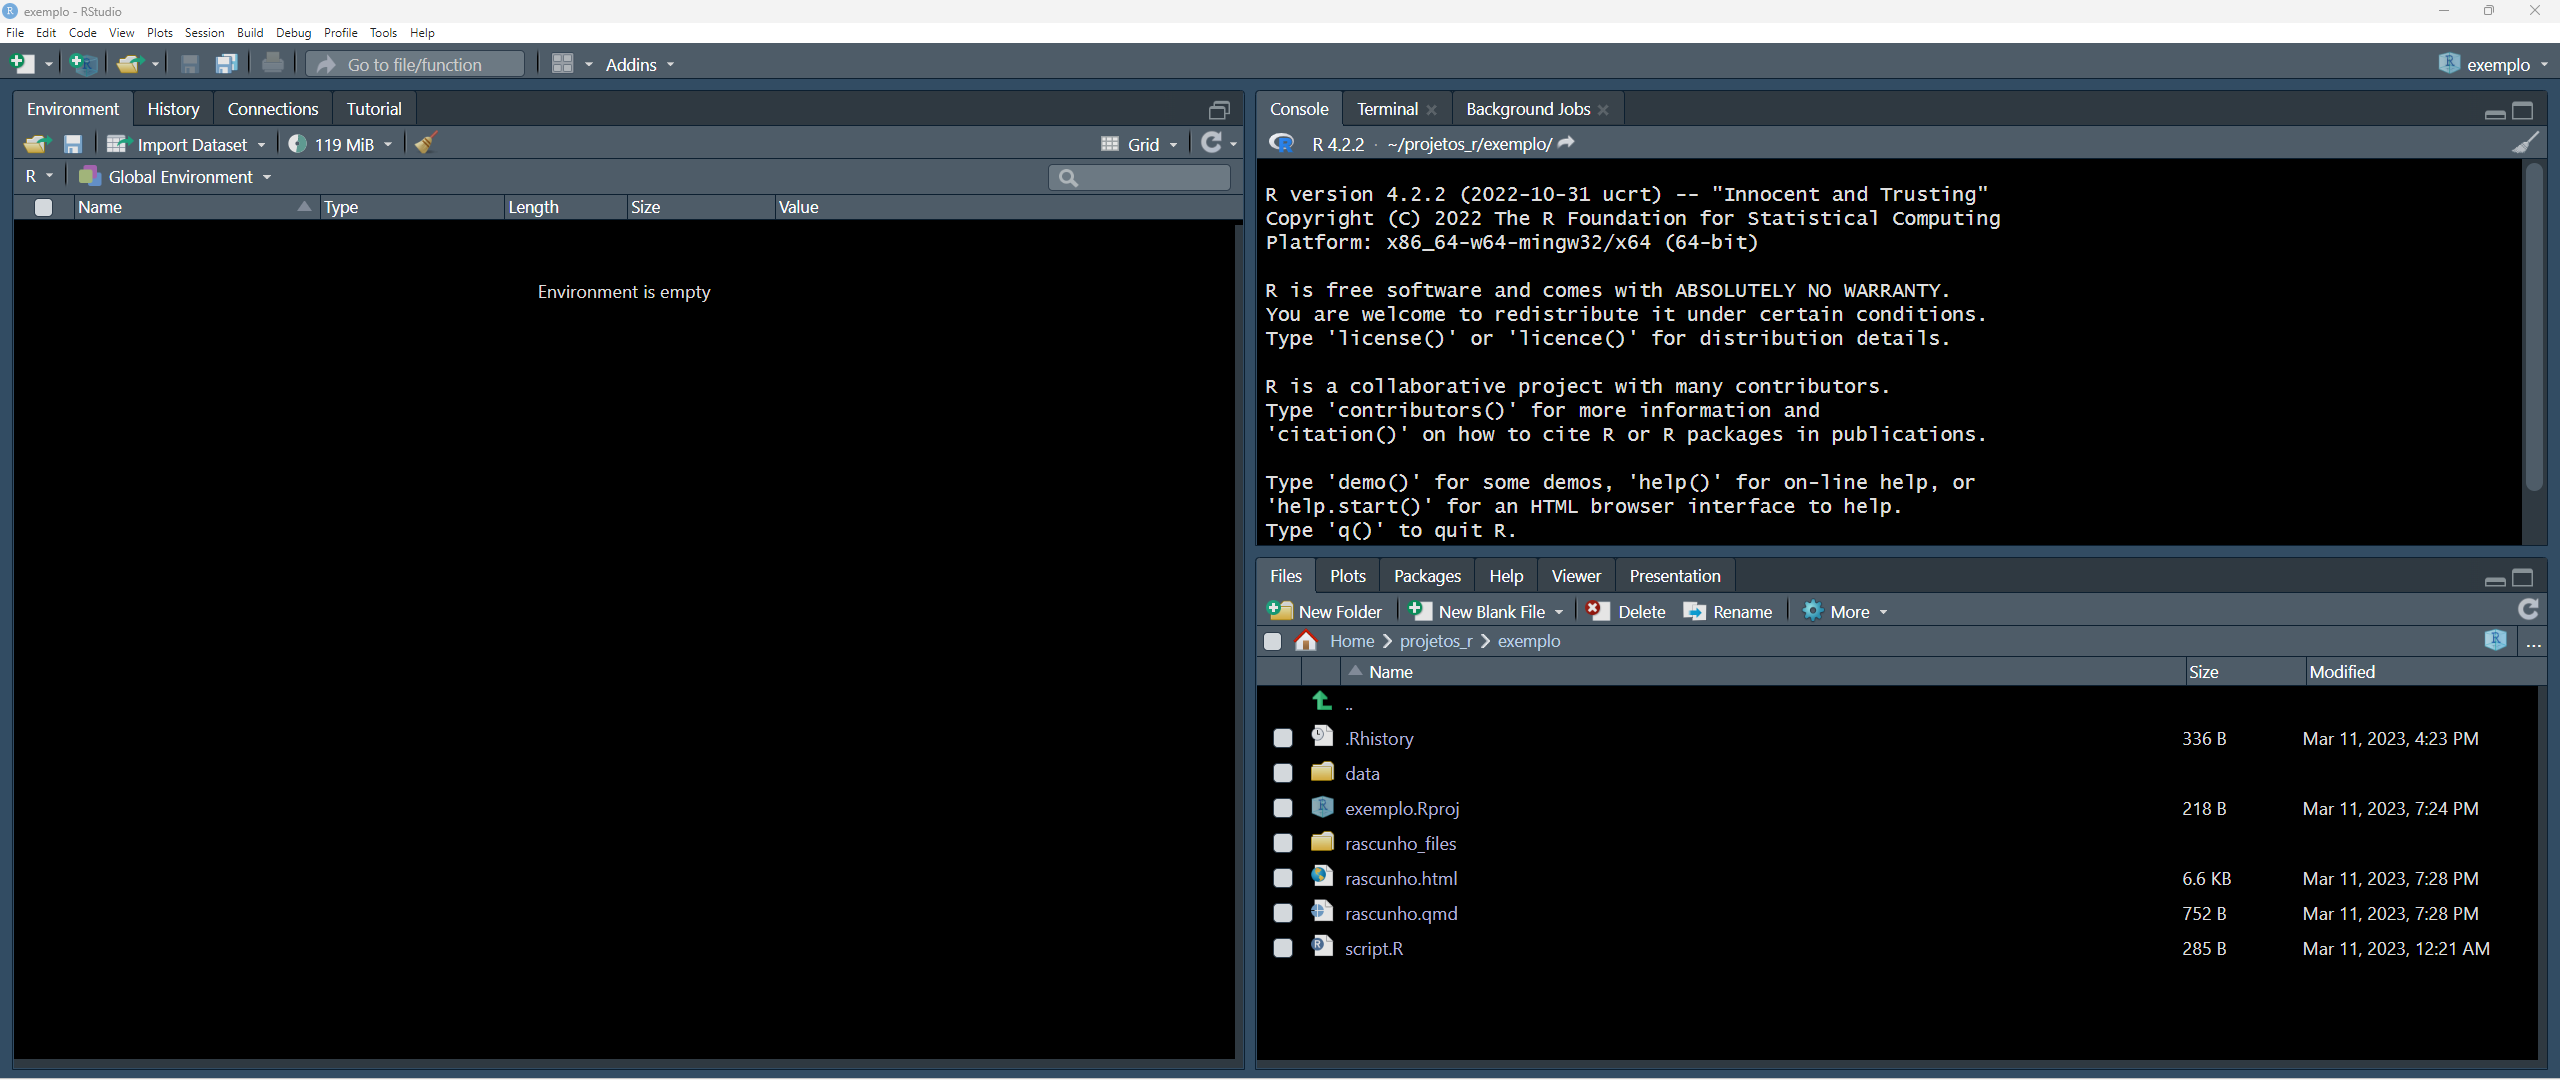 exemplo - RStudio
File Edit Code View Plots Session Build Debug Profile Tools Help
Go to file/function Addins exemplo
Environment History Connections Tutorial
Import Dataset 119 MiB Grid
R Global Environment
Name Type Length Size Value
Environment is empty
Console Terminal Background Jobs
R 4.2.2 · ~/projetos_r/exemplo/
R version 4.2.2 (2022-10-31 ucrt) -- "Innocent and Trusting"
Copyright (C) 2022 The R Foundation for Statistical Computing
Platform: x86_64-w64-mingw32/x64 (64-bit)
R is free software and comes with ABSOLUTELY NO WARRANTY.
You are welcome to redistribute it under certain conditions.
Type 'license()' or 'licence()' for distribution details.
R is a collaborative project with many contributors.
Type 'contributors()' for more information and
'citation()' on how to cite R or R packages in publications.
Type 'demo()' for some demos, 'help()' for on-line help, or
'help.start()' for an HTML browser interface to help.
Type 'q()' to quit R.
Files Plots Packages Help Viewer Presentation
New Folder New Blank File Delete Rename More
Home projetos_r exemplo ...
Name Size Modified
..
.Rhistory 336 B Mar 11, 2023, 4:23 PM
data
exemplo.Rproj 218 B Mar 11, 2023, 7:24 PM
rascunho_files
rascunho.html 6.6 KB Mar 11, 2023, 7:28 PM
rascunho.qmd 752 B Mar 11, 2023, 7:28 PM
script.R 285 B Mar 11, 2023, 12:21 AM